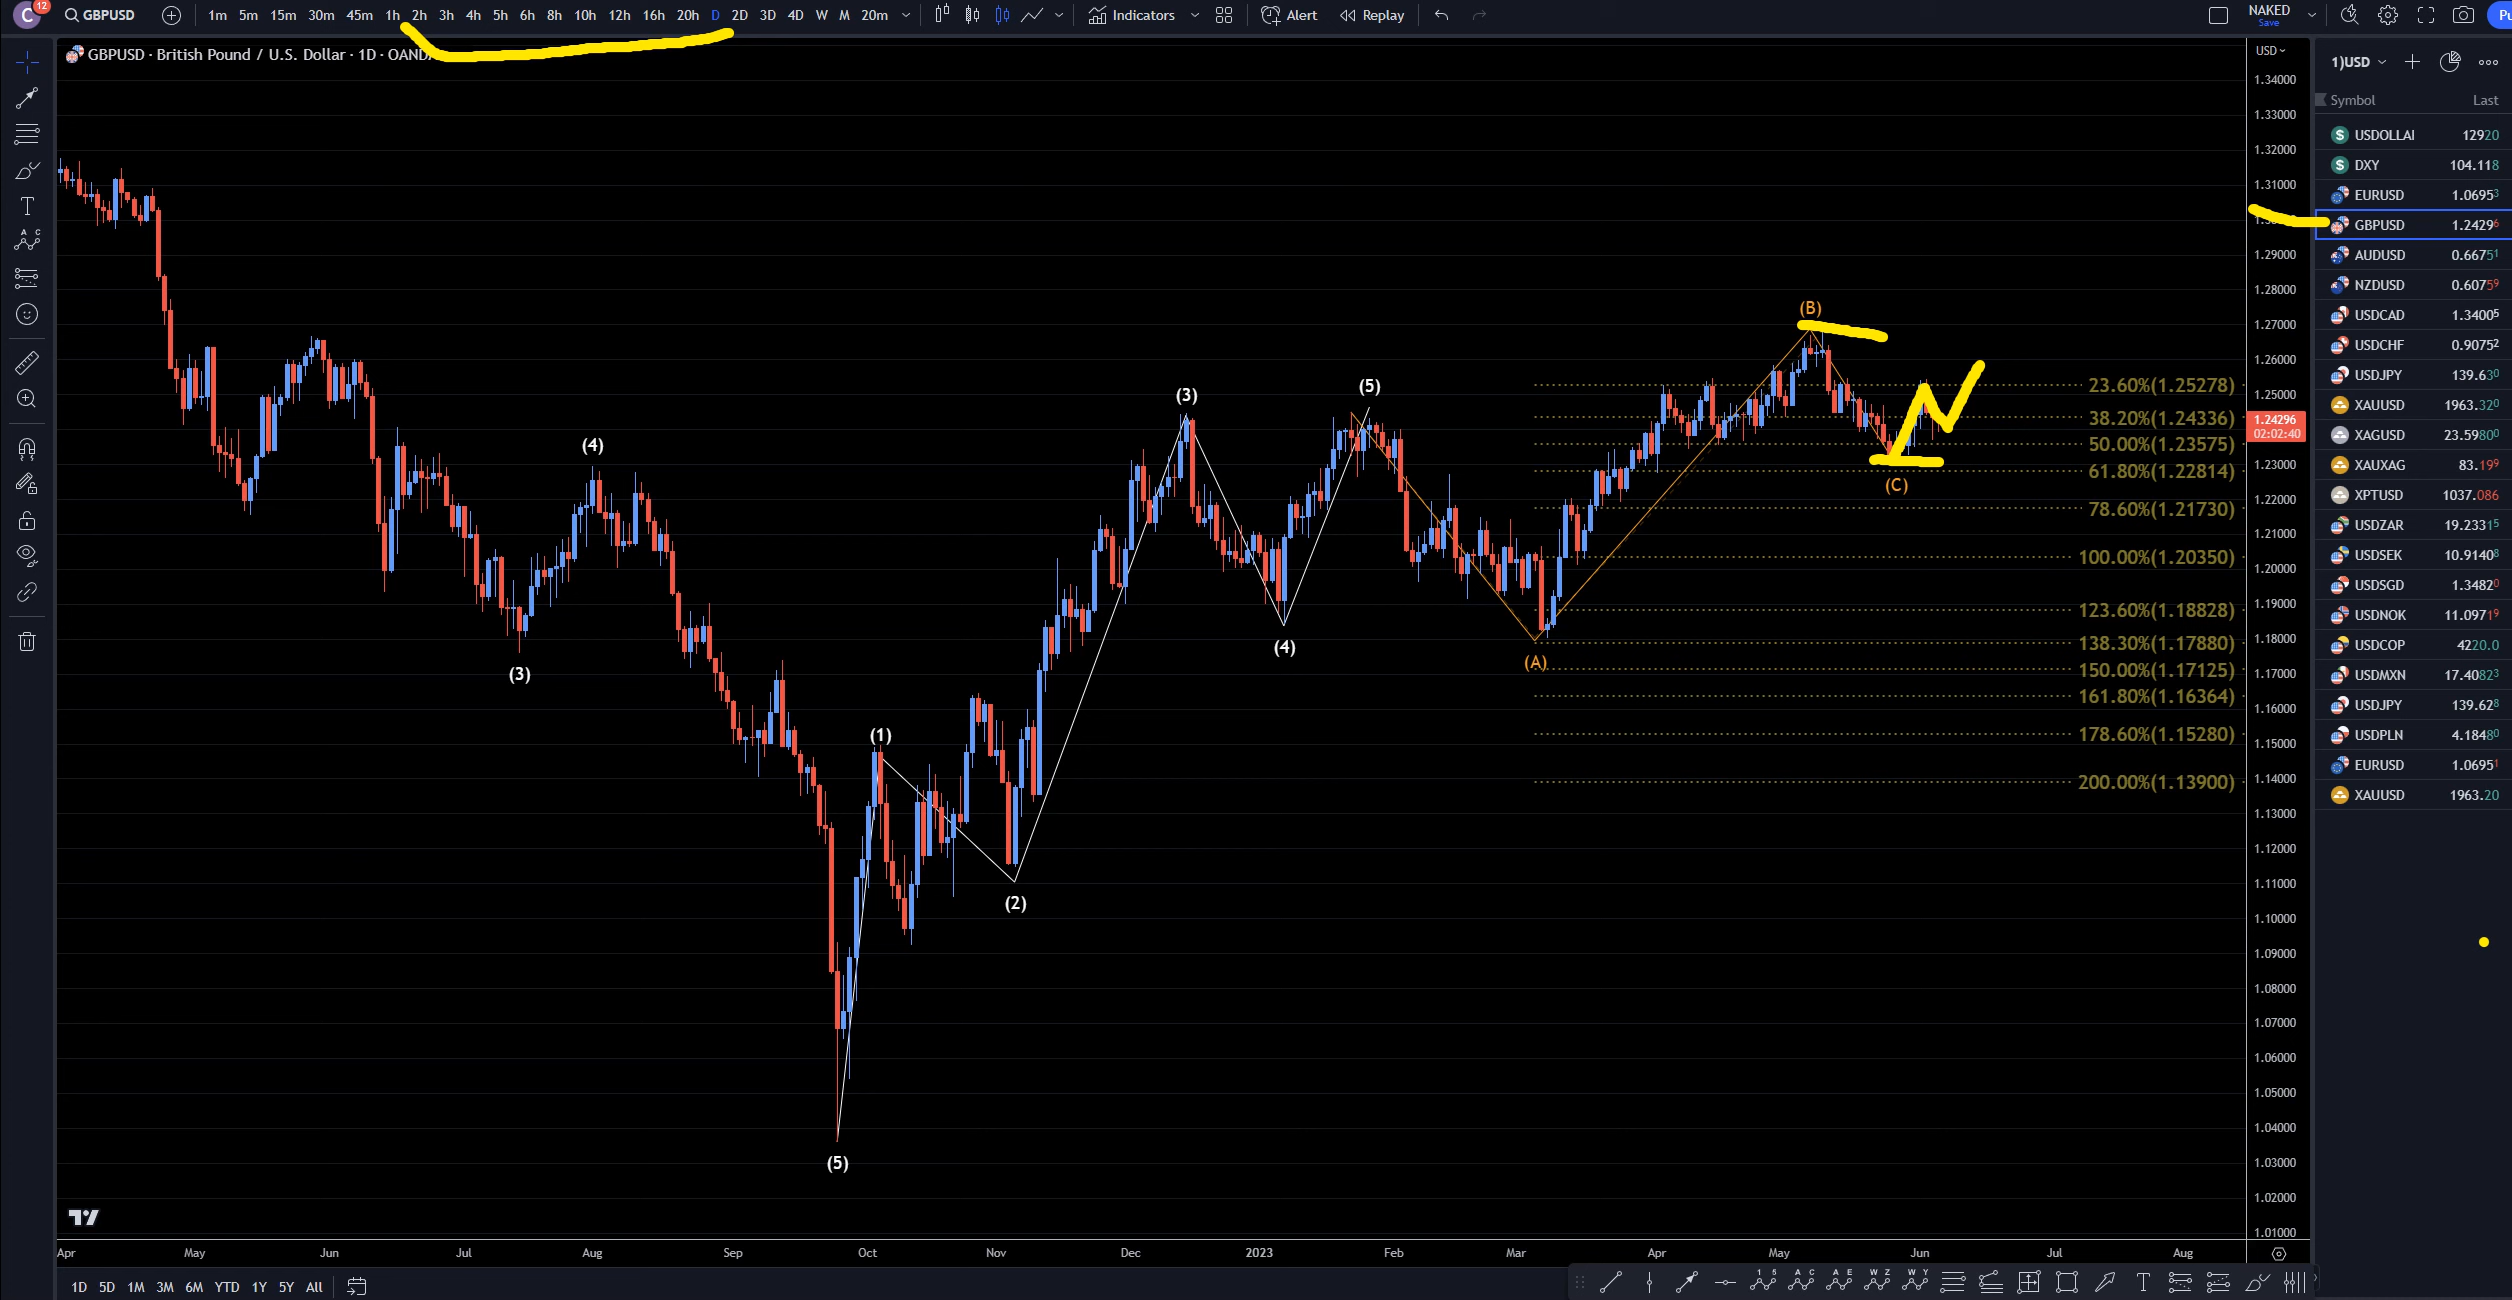 C 12 GBPUSD 1m 5m 15m 30m 45m 1h 2h 3h 4h 5h 6h 8h 10h 12h 16h 20h D 2D 3D 4D W M 20m Indicators Alert Replay NAKED Save Pu
GBPUSD · British Pound / U.S. Dollar · 1D · OANDA
USD
1.34000
1.33000
1.32000
1.31000
1.29000
1.28000
1.27000
1.26000
1.25000
1.24296
02:02:40
1.23000
1.22000
1.21000
1.20000
1.19000
1.18000
1.17000
1.16000
1.15000
1.14000
1.13000
1.12000
1.11000
1.10000
1.09000
1.08000
1.07000
1.06000
1.05000
1.04000
1.03000
1.02000
1.01000
(B)
(3)
(5)
(4)
(C)
(4)
(A)
(3)
(1)
(2)
(5)
23.60%(1.25278)
38.20%(1.24336)
50.00%(1.23575)
61.80%(1.22814)
78.60%(1.21730)
100.00%(1.20350)
123.60%(1.18828)
138.30%(1.17880)
150.00%(1.17125)
161.80%(1.16364)
178.60%(1.15280)
200.00%(1.13900)
1)USD
Symbol Last
USDOLLAI 12920
DXY 104.118
EURUSD 1.06953
GBPUSD 1.24296
AUDUSD 0.66751
NZDUSD 0.60759
USDCAD 1.34005
USDCHF 0.90752
USDJPY 139.630
XAUUSD 1963.320
XAGUSD 23.59800
XAUXAG 83.199
XPTUSD 1037.086
USDZAR 19.23315
USDSEK 10.91408
USDSGD 1.34820
USDNOK 11.09719
USDCOP 4220.0
USDMXN 17.40823
USDJPY 139.628
USDPLN 4.18480
EURUSD 1.06951
XAUUSD 1963.20
Apr May Jun Jul Aug Sep Oct Nov Dec 2023 Feb Mar Apr May Jun Jul Aug
1D 5D 1M 3M 6M YTD 1Y 5Y All